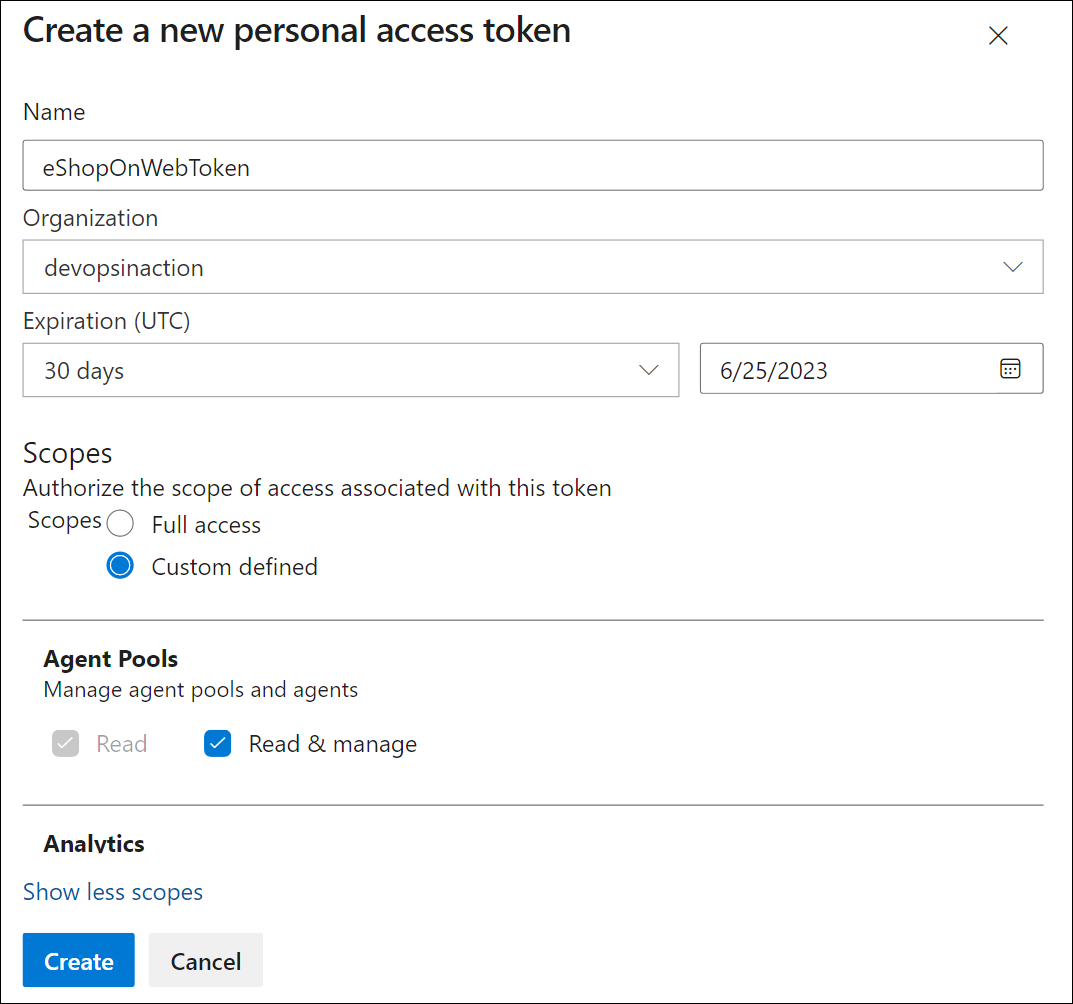 Create a new personal access token
Name
eShopOnWebToken
Organization
devopsinaction
Expiration (UTC)
30 days
6/25/2023
Scopes
Authorize the scope of access associated with this token
Scopes
Full access
Custom defined
Agent Pools
Manage agent pools and agents
Read
Read & manage
Analytics
Show less scopes
Create
Cancel